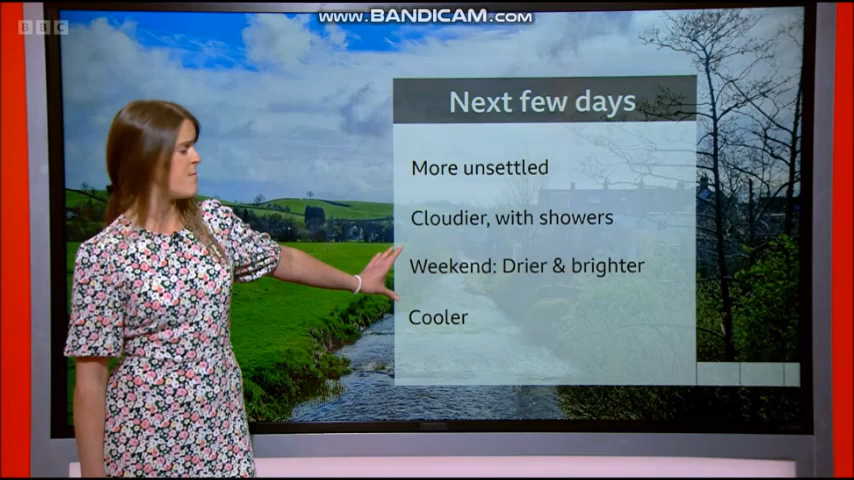 www.BANDICAM.com
BBC
Next few days
More unsettled
Cloudier, with showers
Weekend: Drier & brighter
Cooler